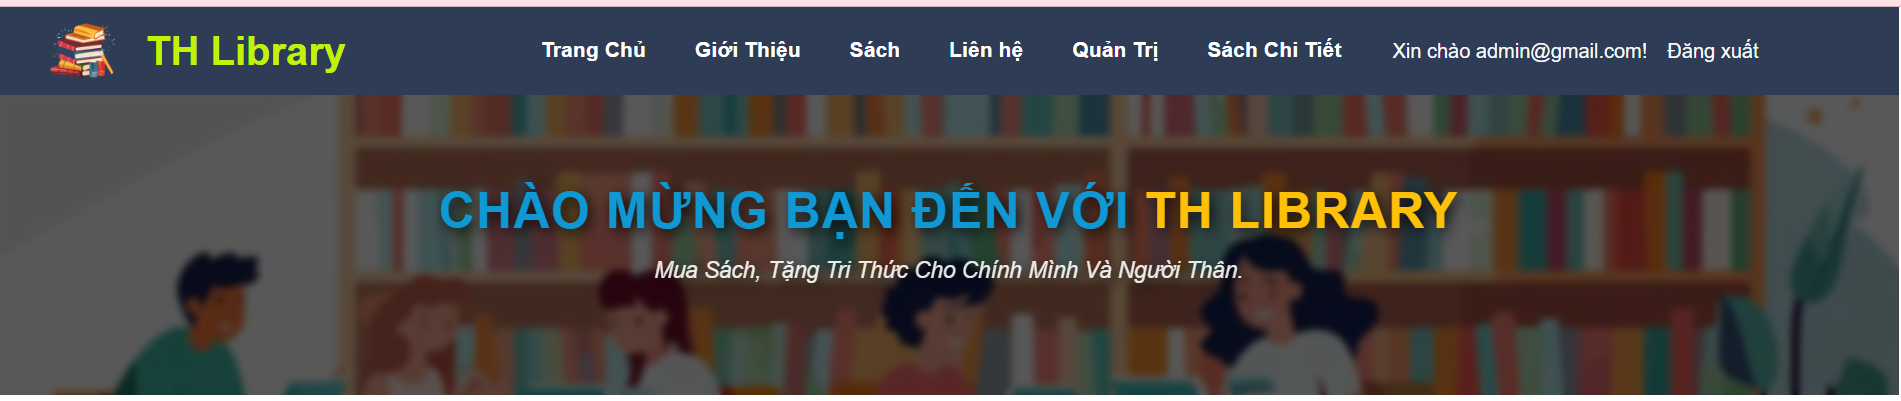 TH Library Trang Chủ Giới Thiệu Sách Liên hệ Quản Trị Sách Chi Tiết Xin chào admin@gmail.com! Đăng xuất
CHÀO MỪNG BẠN ĐẾN VỚI TH LIBRARY
Mua Sách, Tặng Tri Thức Cho Chính Mình Và Người Thân.